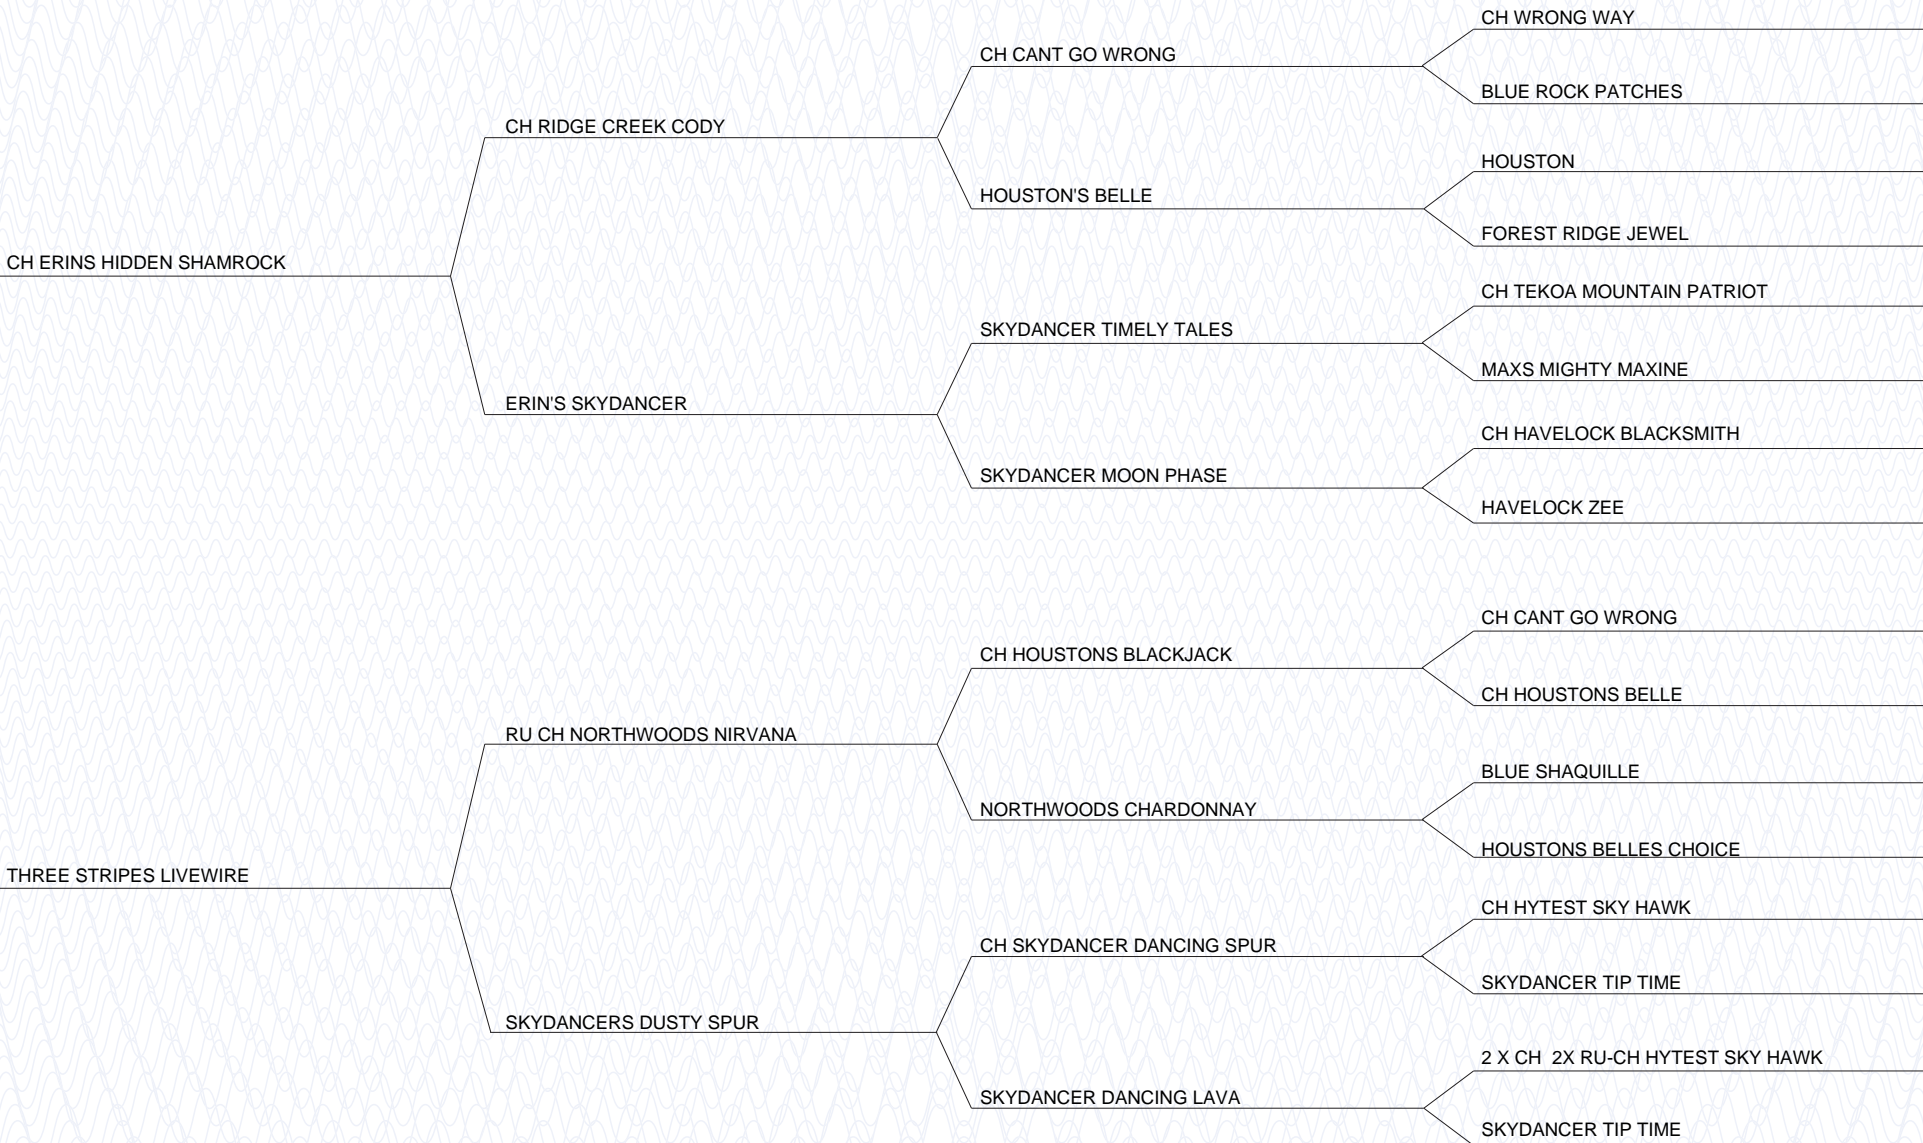 CH WRONG WAY
CH CANT GO WRONG
BLUE ROCK PATCHES
CH RIDGE CREEK CODY
HOUSTON
HOUSTON'S BELLE
FOREST RIDGE JEWEL
CH ERINS HIDDEN SHAMROCK
CH TEKOA MOUNTAIN PATRIOT
SKYDANCER TIMELY TALES
MAXS MIGHTY MAXINE
ERIN'S SKYDANCER
CH HAVELOCK BLACKSMITH
SKYDANCER MOON PHASE
HAVELOCK ZEE
CH CANT GO WRONG
CH HOUSTONS BLACKJACK
CH HOUSTONS BELLE
RU CH NORTHWOODS NIRVANA
BLUE SHAQUILLE
NORTHWOODS CHARDONNAY
HOUSTONS BELLES CHOICE
THREE STRIPES LIVEWIRE
CH HYTEST SKY HAWK
CH SKYDANCER DANCING SPUR
SKYDANCER TIP TIME
SKYDANCERS DUSTY SPUR
2 X CH  2X RU-CH HYTEST SKY HAWK
SKYDANCER DANCING LAVA
SKYDANCER TIP TIME